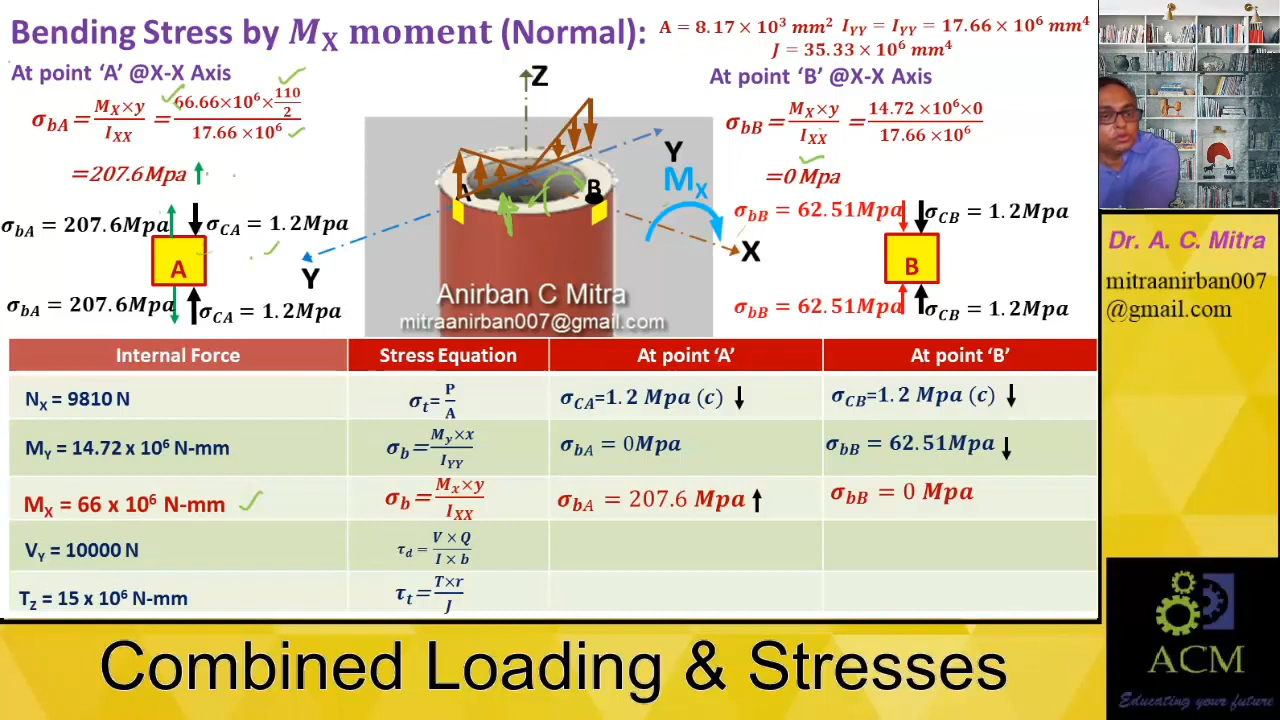 Bending Stress by M_X moment (Normal):
A = 8.17 × 10³ mm² I_YY = I_YY = 17.66 × 10⁶ mm⁴
J = 35.33 × 10⁶ mm⁴
At point ‘A’ @X-X Axis
σ_bA = M_X×y / I_XX = 66.66×10⁶×110/2 / 17.66 ×10⁶
=207.6Mpa ↑
σ_bA = 207.6Mpa
σ_CA = 1.2Mpa
A
σ_bA = 207.6Mpa
σ_CA = 1.2Mpa
Z
A
B
Y
M_X
X
Y
Anirban C Mitra
mitraanirban007@gmail.com
At point ‘B’ @X-X Axis
σ_bB = M_X×y / I_XX = 14.72 ×10⁶×0 / 17.66 ×10⁶
=0 Mpa
σ_bB = 62.51Mpa
σ_CB = 1.2Mpa
B
σ_bB = 62.51Mpa
σ_CB = 1.2Mpa
Internal Force Stress Equation At point ‘A’ At point ‘B’
N_X = 9810 N σ_t= P/A σ_CA=1.2 Mpa (c) ↓ σ_CB=1.2 Mpa (c) ↓
M_Y = 14.72 x 10⁶ N-mm σ_b= M_y×x / I_YY σ_bA = 0Mpa σ_bB = 62.51Mpa ↓
M_X = 66 x 10⁶ N-mm σ_b= M_x×y / I_XX σ_bA = 207.6 Mpa ↑ σ_bB = 0 Mpa
V_Y = 10000 N τ_d = V × Q / I × b
T_Z = 15 x 10⁶ N-mm τ_t= T×r / J
Combined Loading & Stresses
Dr. A. C. Mitra
mitraanirban007
@gmail.com
ACM
Educating your future